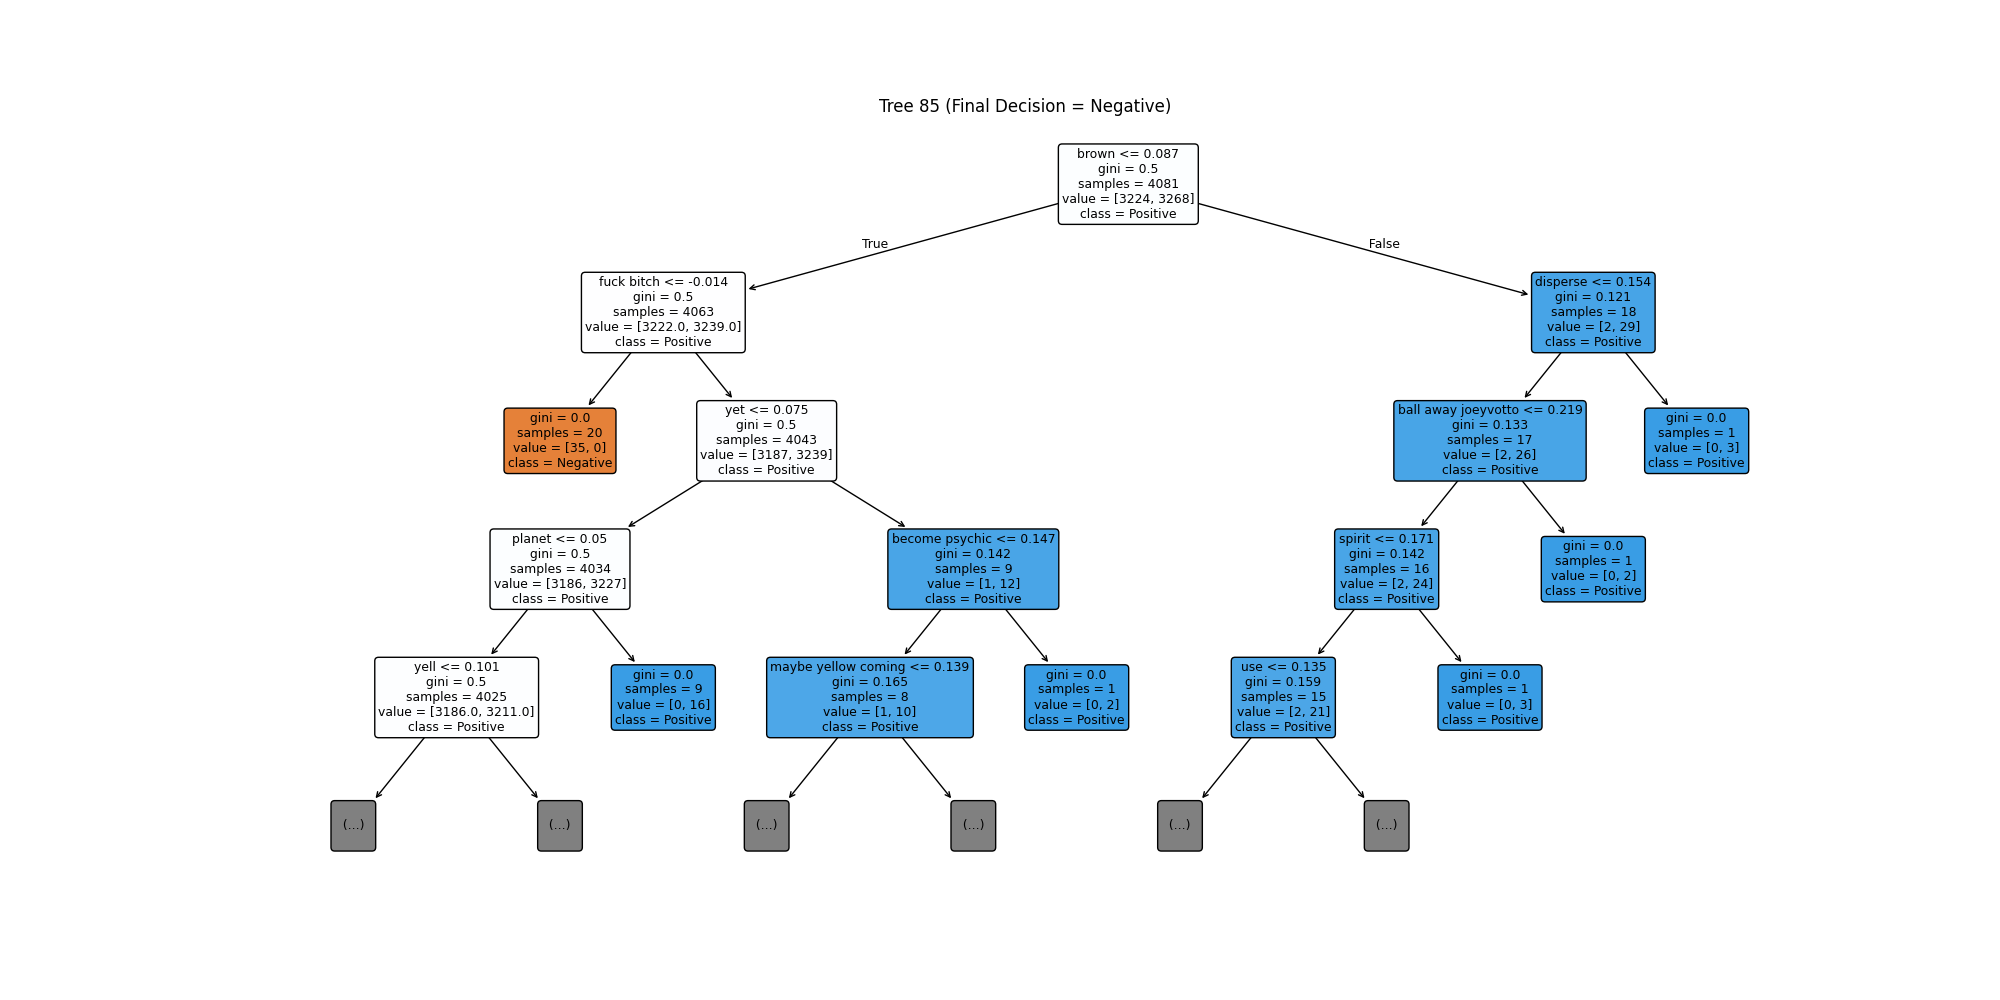 Tree 85 (Final Decision = Negative)
brown <= 0.087
gini = 0.5
samples = 4081
value = [3224, 3268]
class = Positive
True
False
fuck bitch <= -0.014
gini = 0.5
samples = 4063
value = [3222.0, 3239.0]
class = Positive
disperse <= 0.154
gini = 0.121
samples = 18
value = [2, 29]
class = Positive
gini = 0.0
samples = 20
value = [35, 0]
class = Negative
yet <= 0.075
gini = 0.5
samples = 4043
value = [3187, 3239]
class = Positive
ball away joeyvotto <= 0.219
gini = 0.133
samples = 17
value = [2, 26]
class = Positive
gini = 0.0
samples = 1
value = [0, 3]
class = Positive
planet <= 0.05
gini = 0.5
samples = 4034
value = [3186, 3227]
class = Positive
become psychic <= 0.147
gini = 0.142
samples = 9
value = [1, 12]
class = Positive
spirit <= 0.171
gini = 0.142
samples = 16
value = [2, 24]
class = Positive
gini = 0.0
samples = 1
value = [0, 2]
class = Positive
yell <= 0.101
gini = 0.5
samples = 4025
value = [3186.0, 3211.0]
class = Positive
gini = 0.0
samples = 9
value = [0, 16]
class = Positive
maybe yellow coming <= 0.139
gini = 0.165
samples = 8
value = [1, 10]
class = Positive
gini = 0.0
samples = 1
value = [0, 2]
class = Positive
use <= 0.135
gini = 0.159
samples = 15
value = [2, 21]
class = Positive
gini = 0.0
samples = 1
value = [0, 3]
class = Positive
(...)
(...)
(...)
(...)
(...)
(...)